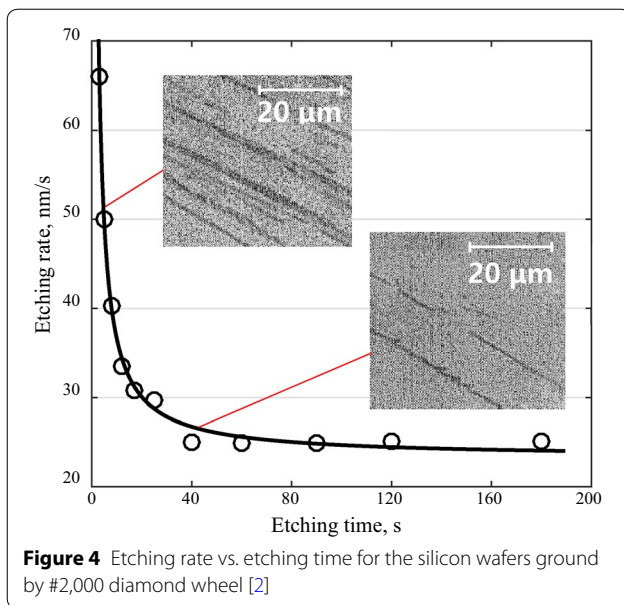 70
60
50
40
30
20
Etching rate, nm/s
20 μm
20 μm
0 40 80 120 160 200
Etching time, s
Figure 4 Etching rate vs. etching time for the silicon wafers ground
by #2,000 diamond wheel [2]